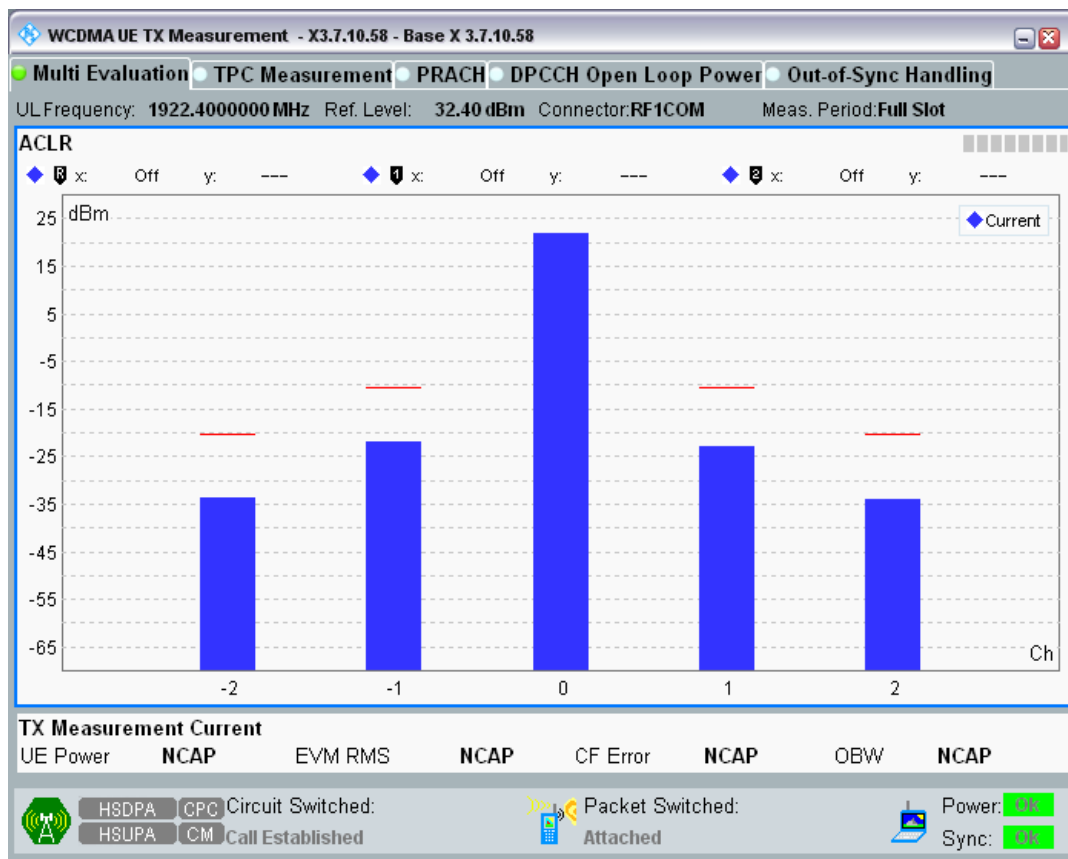 WCDMA UE TX Measurement - X3.7.10.58 - Base X 3.7.10.58
Multi Evaluation TPC Measurement PRACH DPCCH Open Loop Power Out-of-Sync Handling
UL Frequency: 1922.4000000 MHz Ref. Level: 32.40 dBm Connector:RF1COM Meas. Period:Full Slot
ACLR
R x: Off y: --- 1 x: Off y: --- 2 x: Off y: ---
dBm
Current
25
15
5
-5
-15
-25
-35
-45
-55
-65
Ch
-2 -1 0 1 2
TX Measurement Current
UE Power NCAP EVM RMS NCAP CF Error NCAP OBW NCAP
HSDPA CPC Circuit Switched: Packet Switched: Power: Ok
HSUPA CM Call Established Attached Sync: Ok